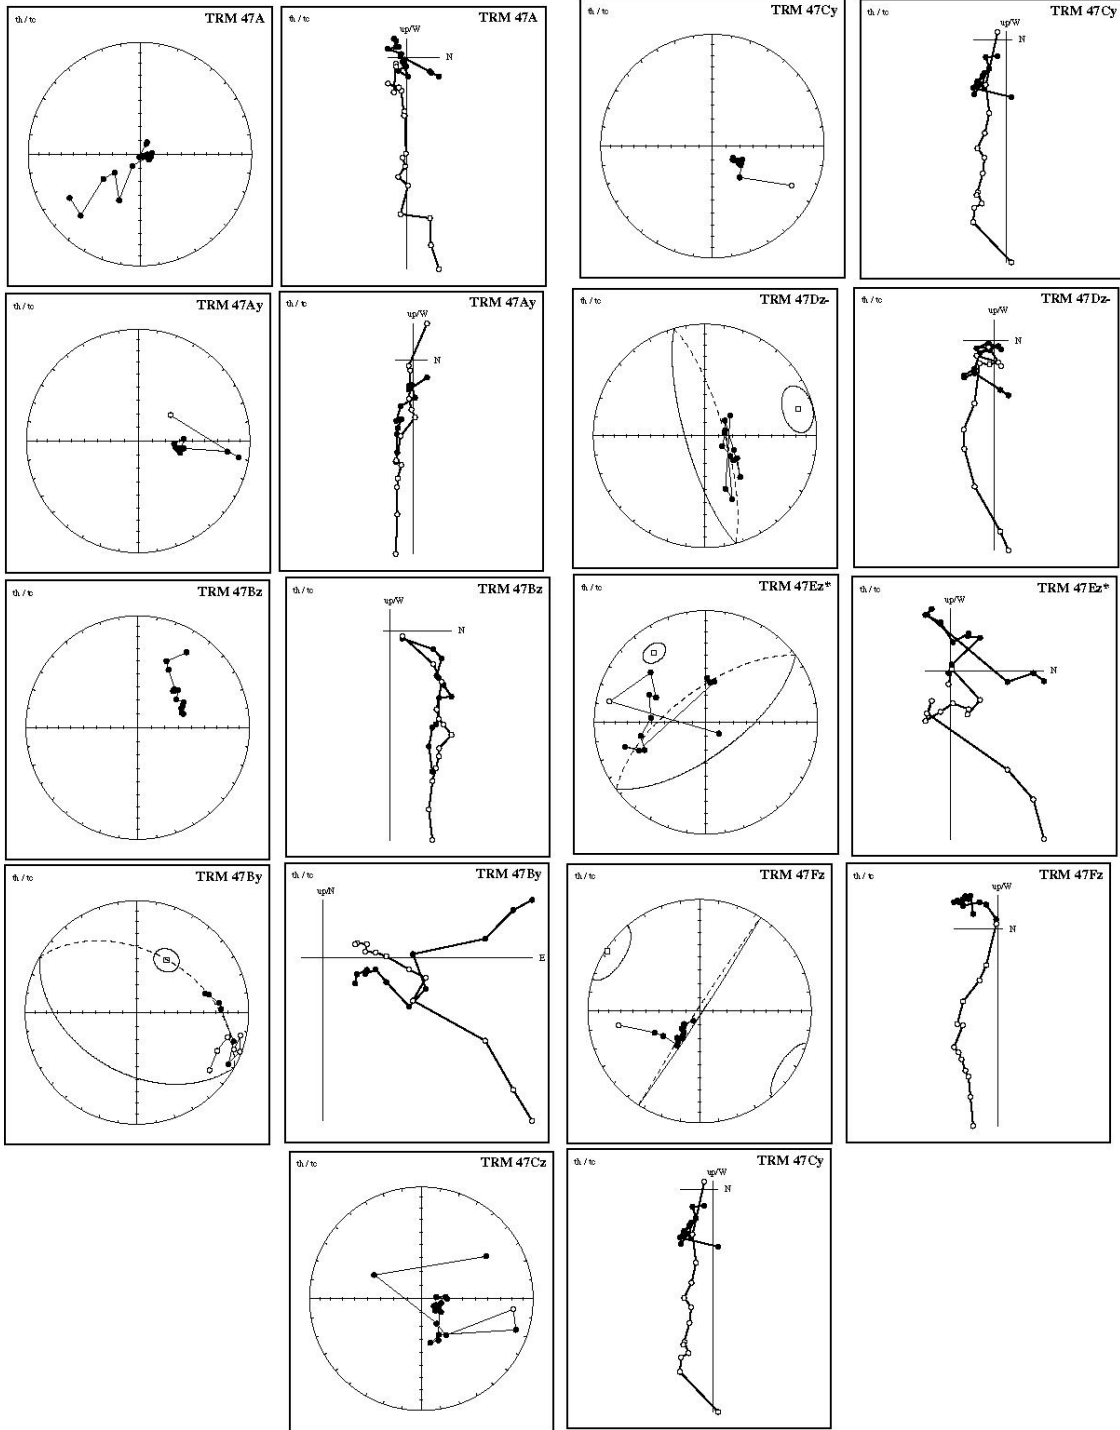 th / tc TRM 47A
th / tc TRM 47A
up/W
N
th / tc TRM 47Cy
th / tc TRM 47Cy
up/W
N
th / tc TRM 47Ay
th / tc TRM 47Ay
up/W
N
th / tc TRM 47Dz-
th / tc TRM 47Dz-
up/W
N
th / tc TRM 47Bz
th / tc TRM 47Bz
up/W
N
th / tc TRM 47Ez*
th / tc TRM 47Ez*
up/W
N
th / tc TRM 47By
th / tc TRM 47By
up/N
E
th / tc TRM 47Fz
th / tc TRM 47Fz
up/W
N
th / tc TRM 47Cz
th / tc TRM 47Cy
up/W
N